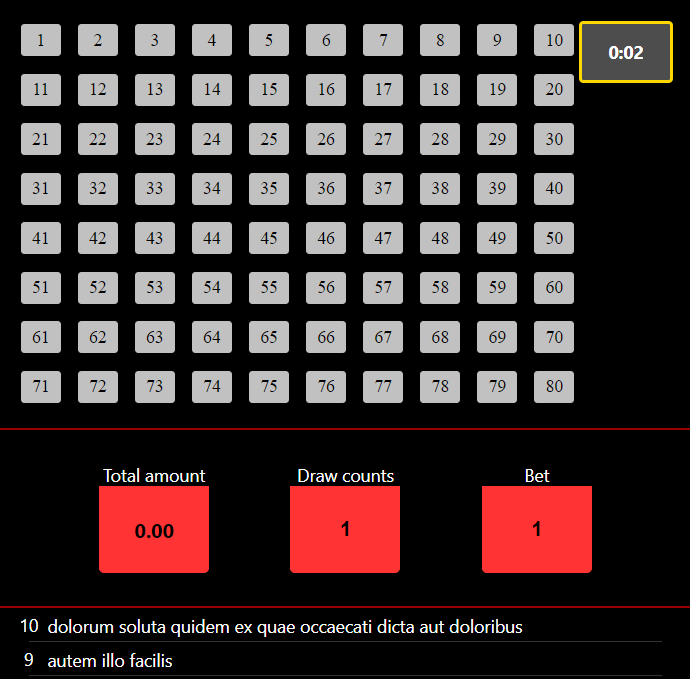 1 2 3 4 5 6 7 8 9 10 0:02
11 12 13 14 15 16 17 18 19 20
21 22 23 24 25 26 27 28 29 30
31 32 33 34 35 36 37 38 39 40
41 42 43 44 45 46 47 48 49 50
51 52 53 54 55 56 57 58 59 60
61 62 63 64 65 66 67 68 69 70
71 72 73 74 75 76 77 78 79 80
Total amount Draw counts Bet
0.00 1 1
10 dolorum soluta quidem ex quae occaecati dicta aut doloribus
9 autem illo facilis